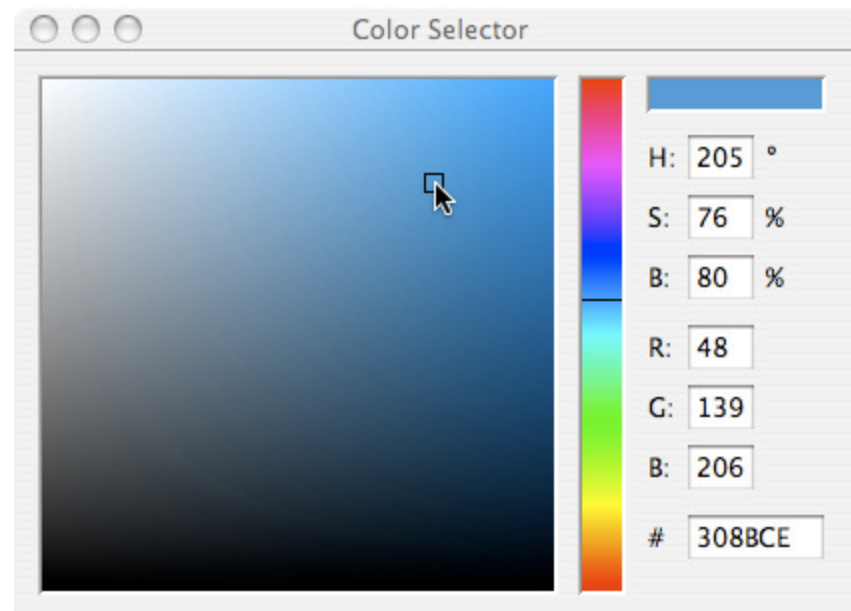 Color Selector
H: 205 °
S: 76 %
B: 80 %
R: 48
G: 139
B: 206
# 308BCE